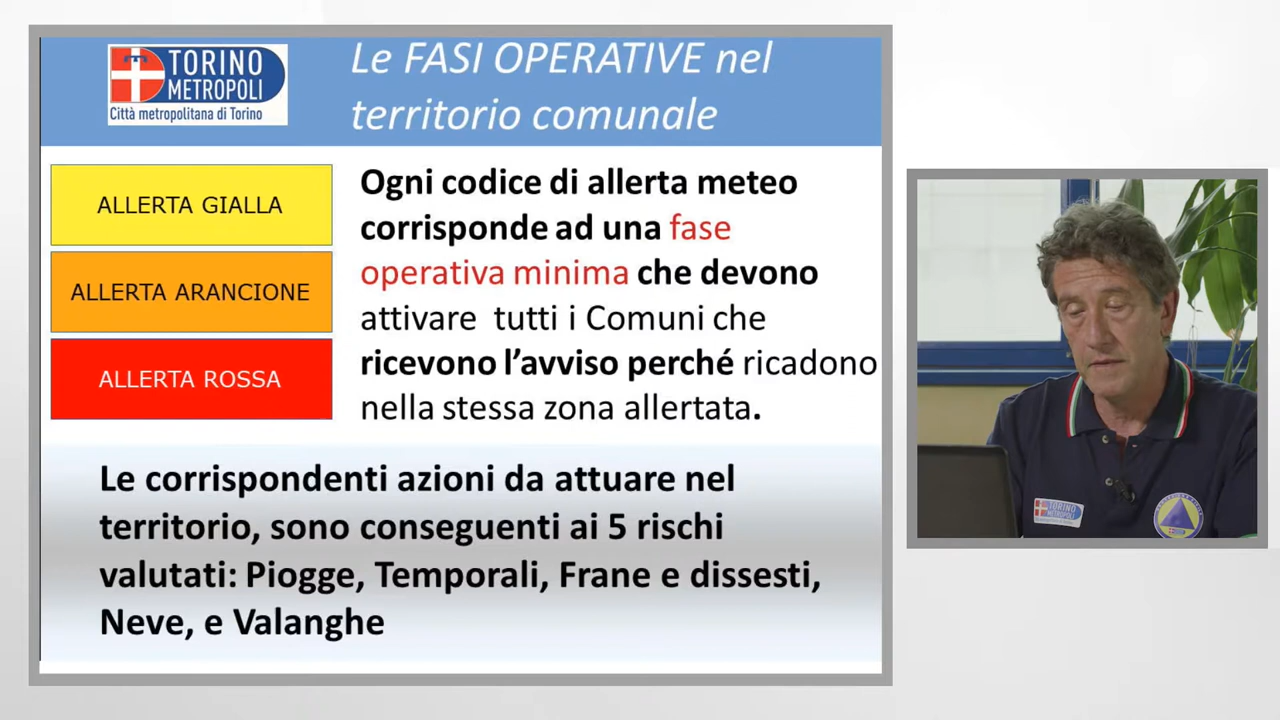 TORINO
METROPOLI
Città metropolitana di Torino
Le FASI OPERATIVE nel
territorio comunale
ALLERTA GIALLA
ALLERTA ARANCIONE
ALLERTA ROSSA
Ogni codice di allerta meteo
corrisponde ad una fase
operativa minima che devono
attivare tutti i Comuni che
ricevono l’avviso perché ricadono
nella stessa zona allertata.
Le corrispondenti azioni da attuare nel
territorio, sono conseguenti ai 5 rischi
valutati: Piogge, Temporali, Frane e dissesti,
Neve, e Valanghe
TORINO
METROPOLI